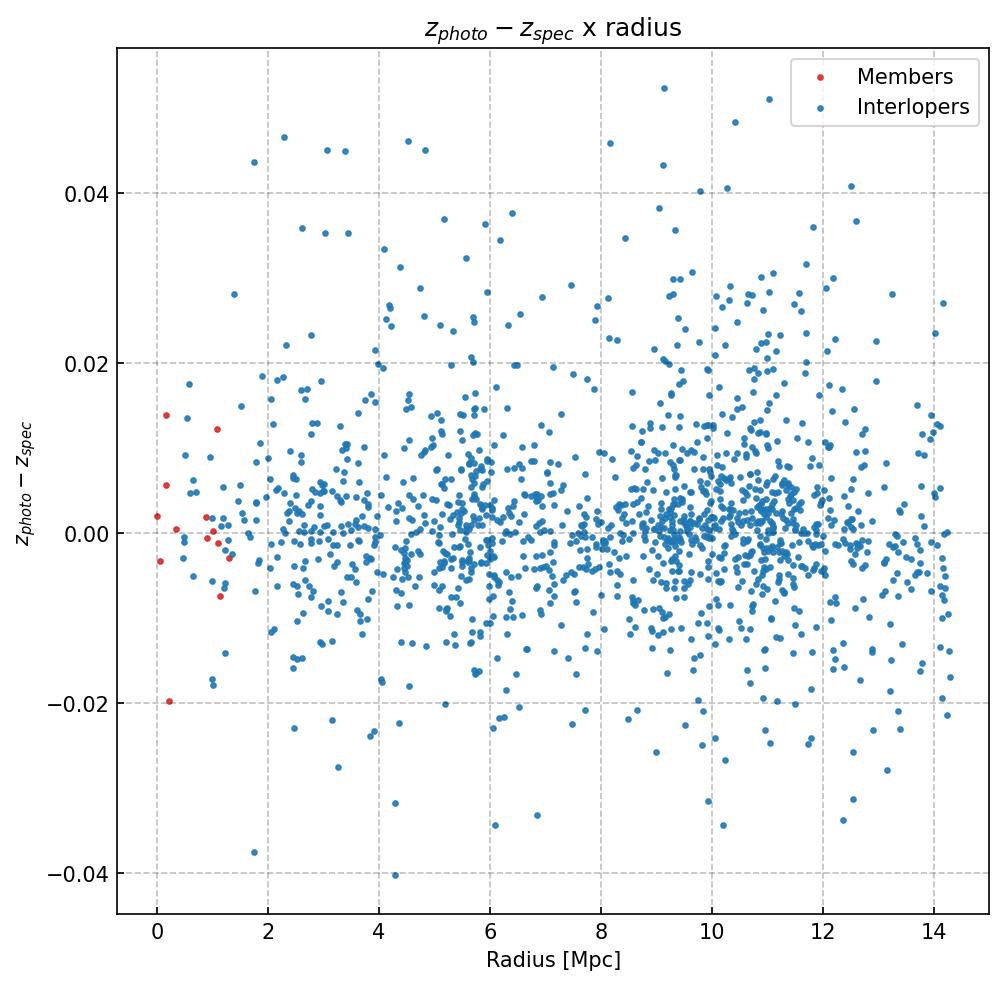 z_photo − z_spec x radius
Members
Interlopers
0.04
0.02
0.00
−0.02
−0.04
z_photo − z_spec
0 2 4 6 8 10 12 14
Radius [Mpc]